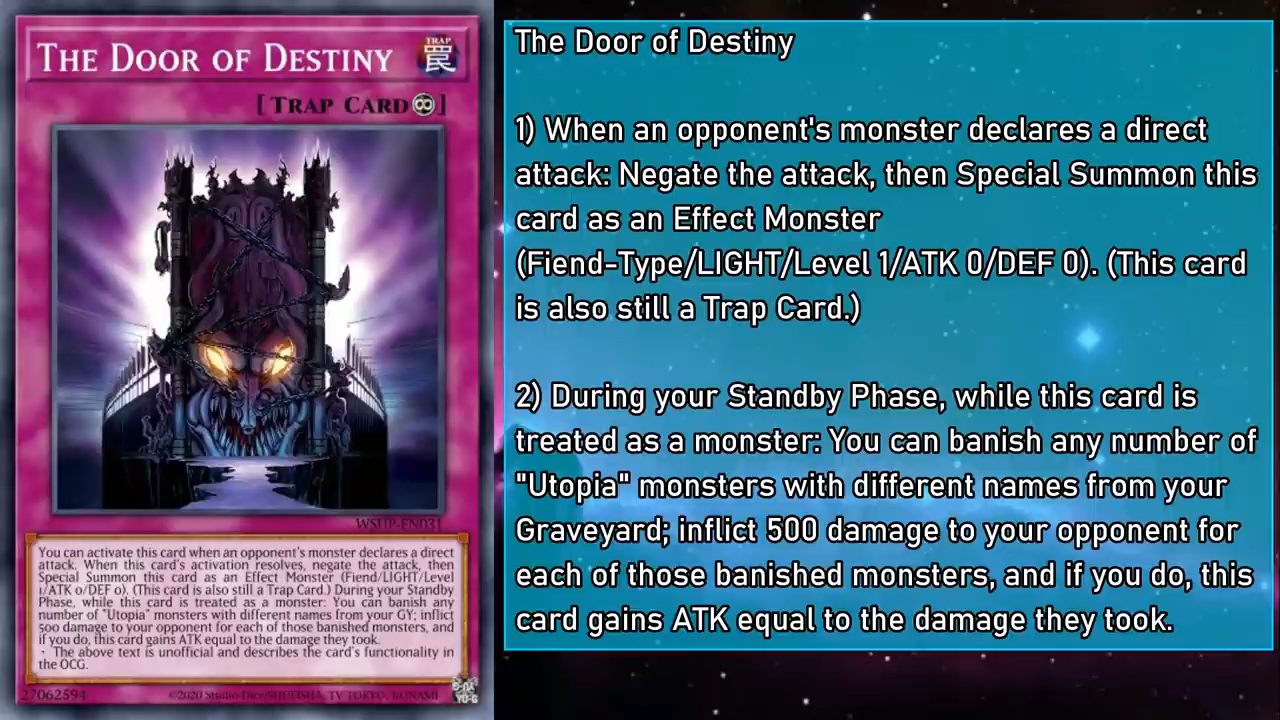 THE DOOR OF DESTINY
TRAP
罠
[TRAP CARD ]
WSUP-EN031
You can activate this card when an opponent's monster declares a direct
attack. When this card's activation resolves, negate the attack, then
Special Summon this card as an Effect Monster (Fiend/LIGHT/Level
1/ATK 0/DEF 0). (This card is also still a Trap Card.) During your Standby
Phase, while this card is treated as a monster: You can banish any
number of "Utopia" monsters with different names from your GY; inflict
500 damage to your opponent for each of those banished monsters, and
if you do, this card gains ATK equal to the damage they took.
· The above text is unofficial and describes the card's functionality in
the OCG.
27062594
©2020 Studio Dice/SHUEISHA, TV TOKYO, KONAMI
The Door of Destiny
1) When an opponent's monster declares a direct
attack: Negate the attack, then Special Summon this
card as an Effect Monster
(Fiend-Type/LIGHT/Level 1/ATK 0/DEF 0). (This card
is also still a Trap Card.)
2) During your Standby Phase, while this card is
treated as a monster: You can banish any number of
"Utopia" monsters with different names from your
Graveyard; inflict 500 damage to your opponent for
each of those banished monsters, and if you do, this
card gains ATK equal to the damage they took.